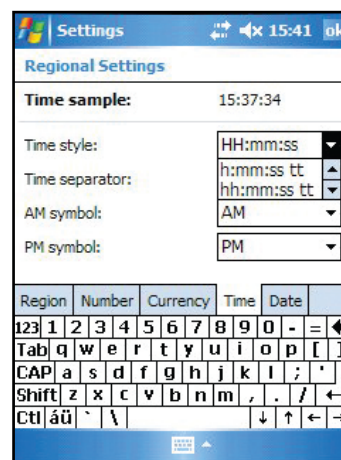 Settings 15:41 ok
Regional Settings
Time sample: 15:37:34
Time style: HH:mm:ss
h:mm:ss tt
Time separator: hh:mm:ss tt
AM symbol: AM
PM symbol: PM
Region Number Currency Time Date
123 1 2 3 4 5 6 7 8 9 0 - =
Tab q w e r t y u i o p [ ]
CAP a s d f g h j k l ; '
Shift z x c v b n m , . / ←
Ctl áü ` \ ↓ ↑ ← →